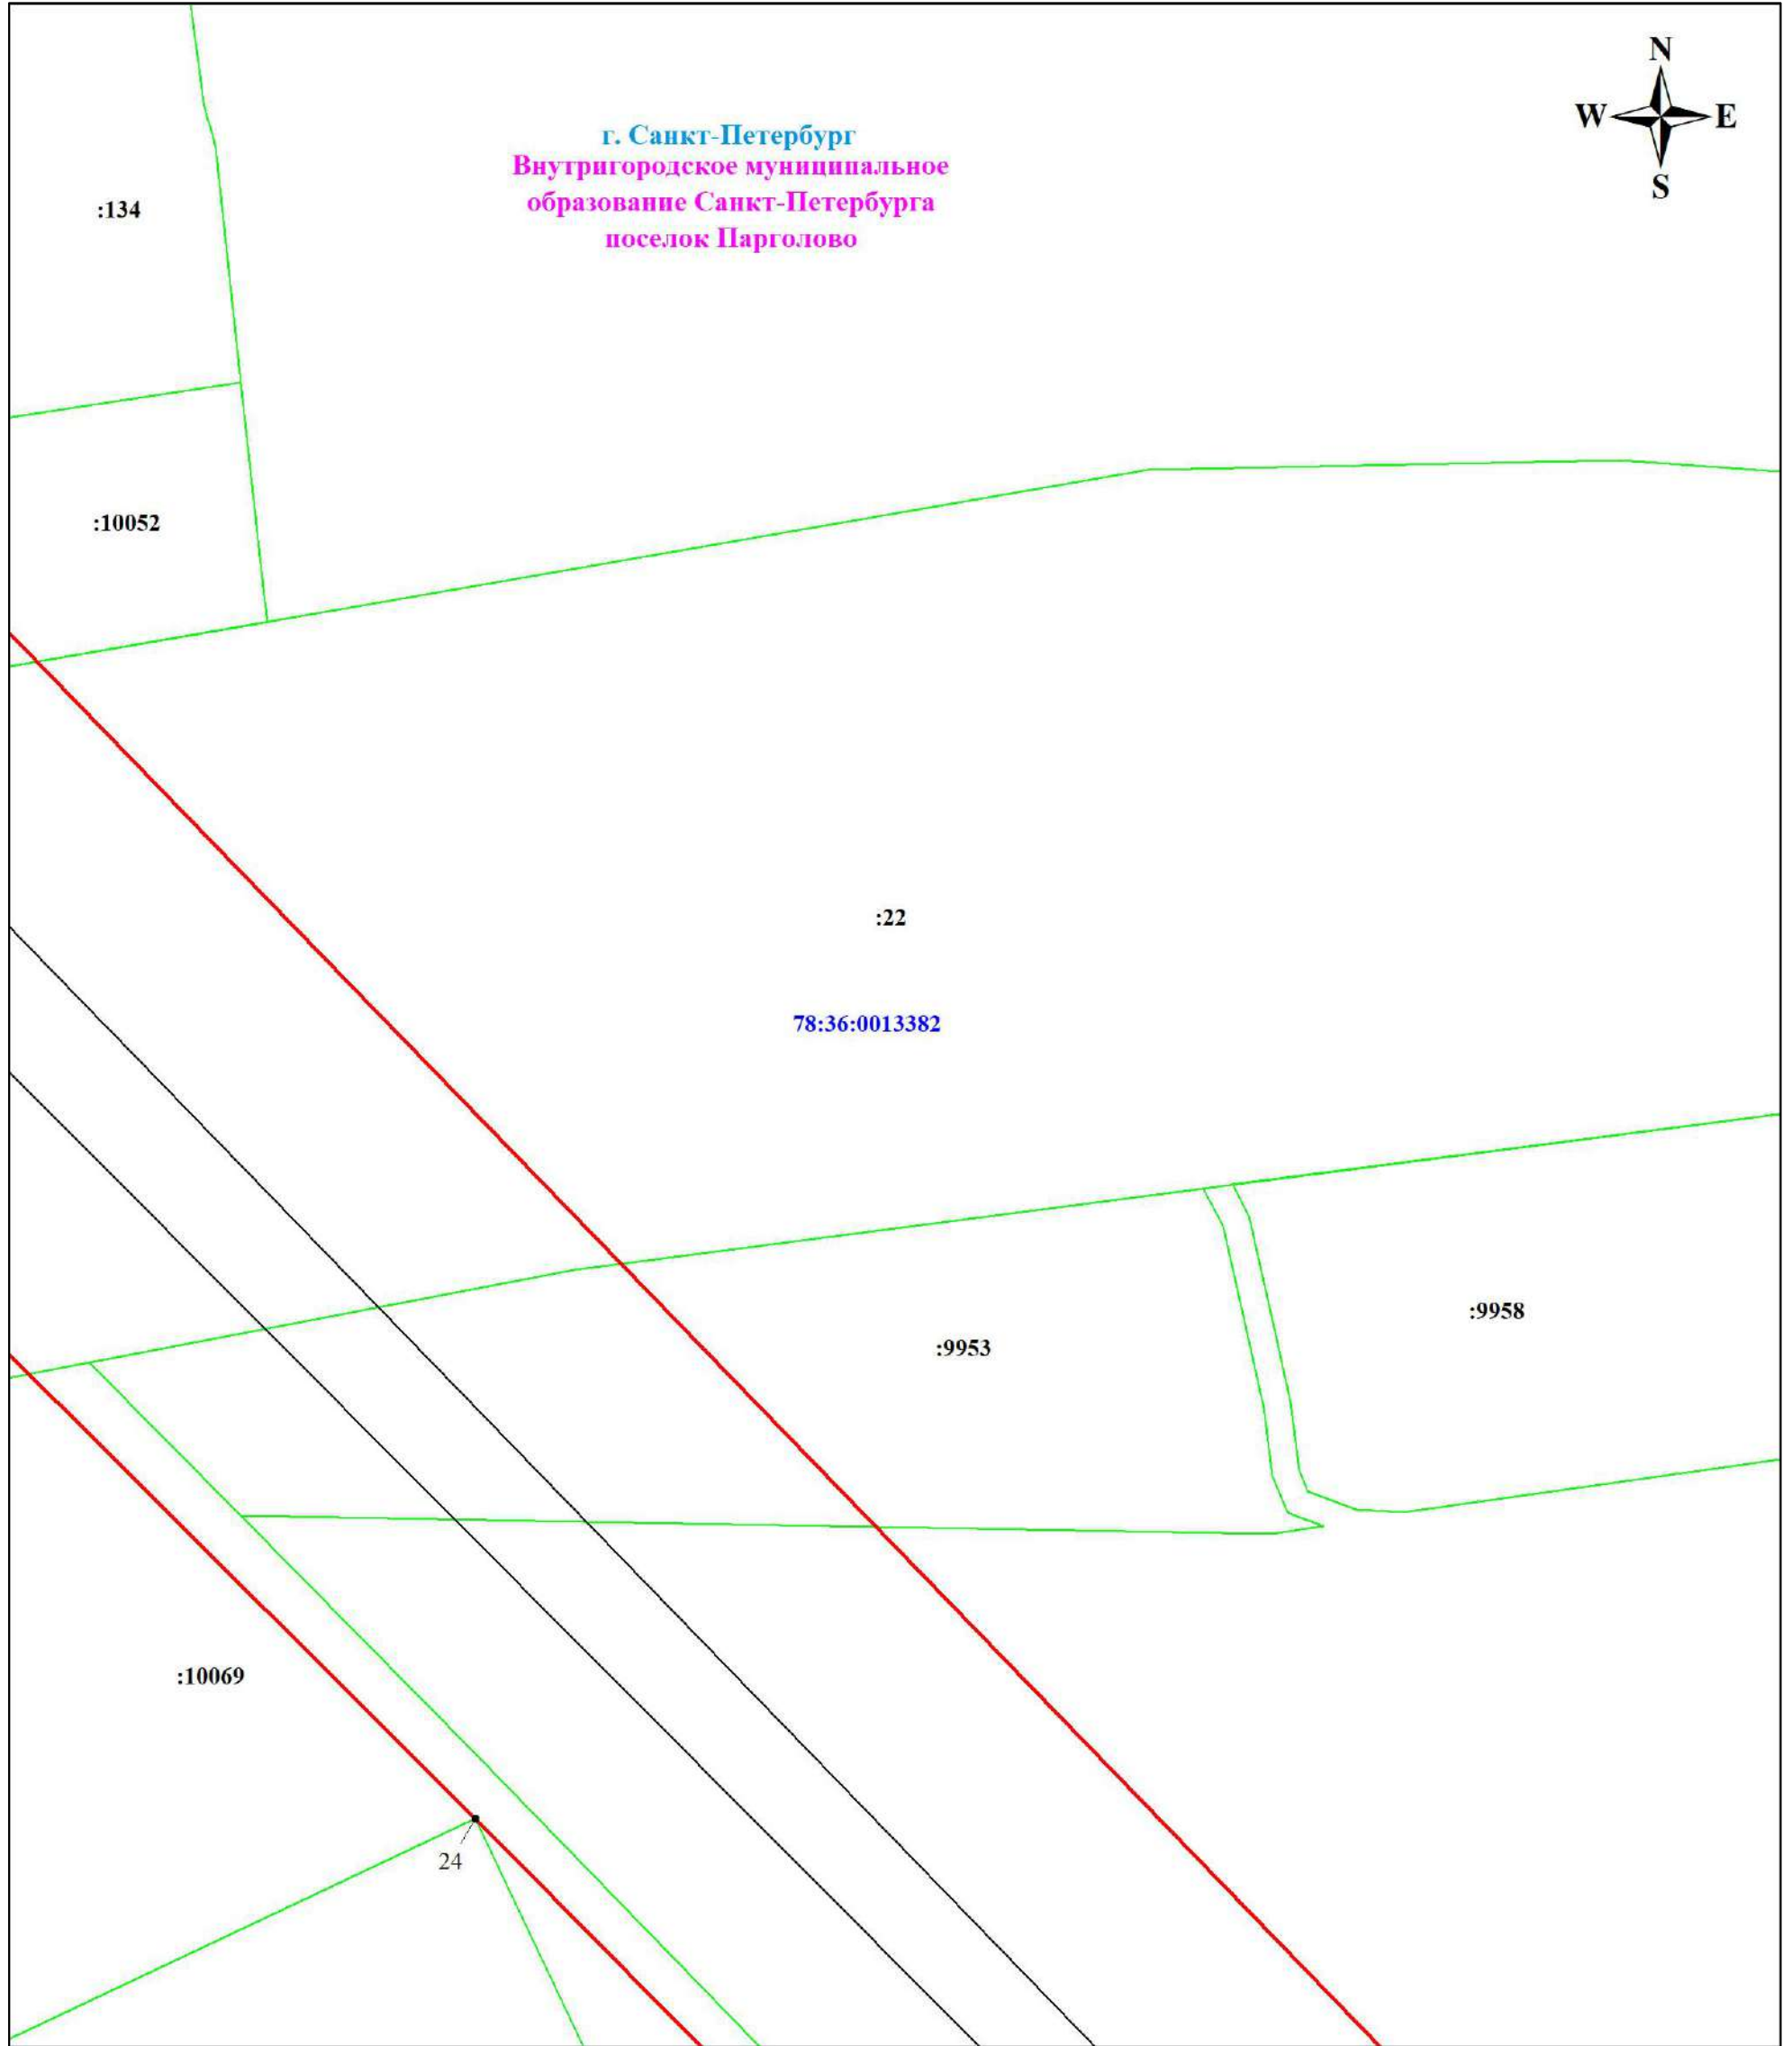 N
W E
S
г. Санкт-Петербург
Внутригородское муниципальное
образование Санкт-Петербурга
поселок Парголово
:134
:10052
:22
78:36:0013382
:9958
:9953
:10069
24